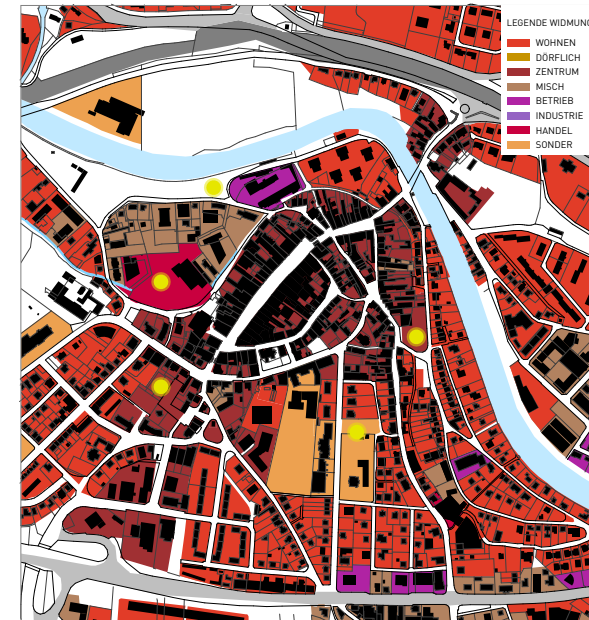 LEGENDE WIDMUNG
WOHNEN
DÖRFLICH
ZENTRUM
MISCH
BETRIEB
INDUSTRIE
HANDEL
SONDER